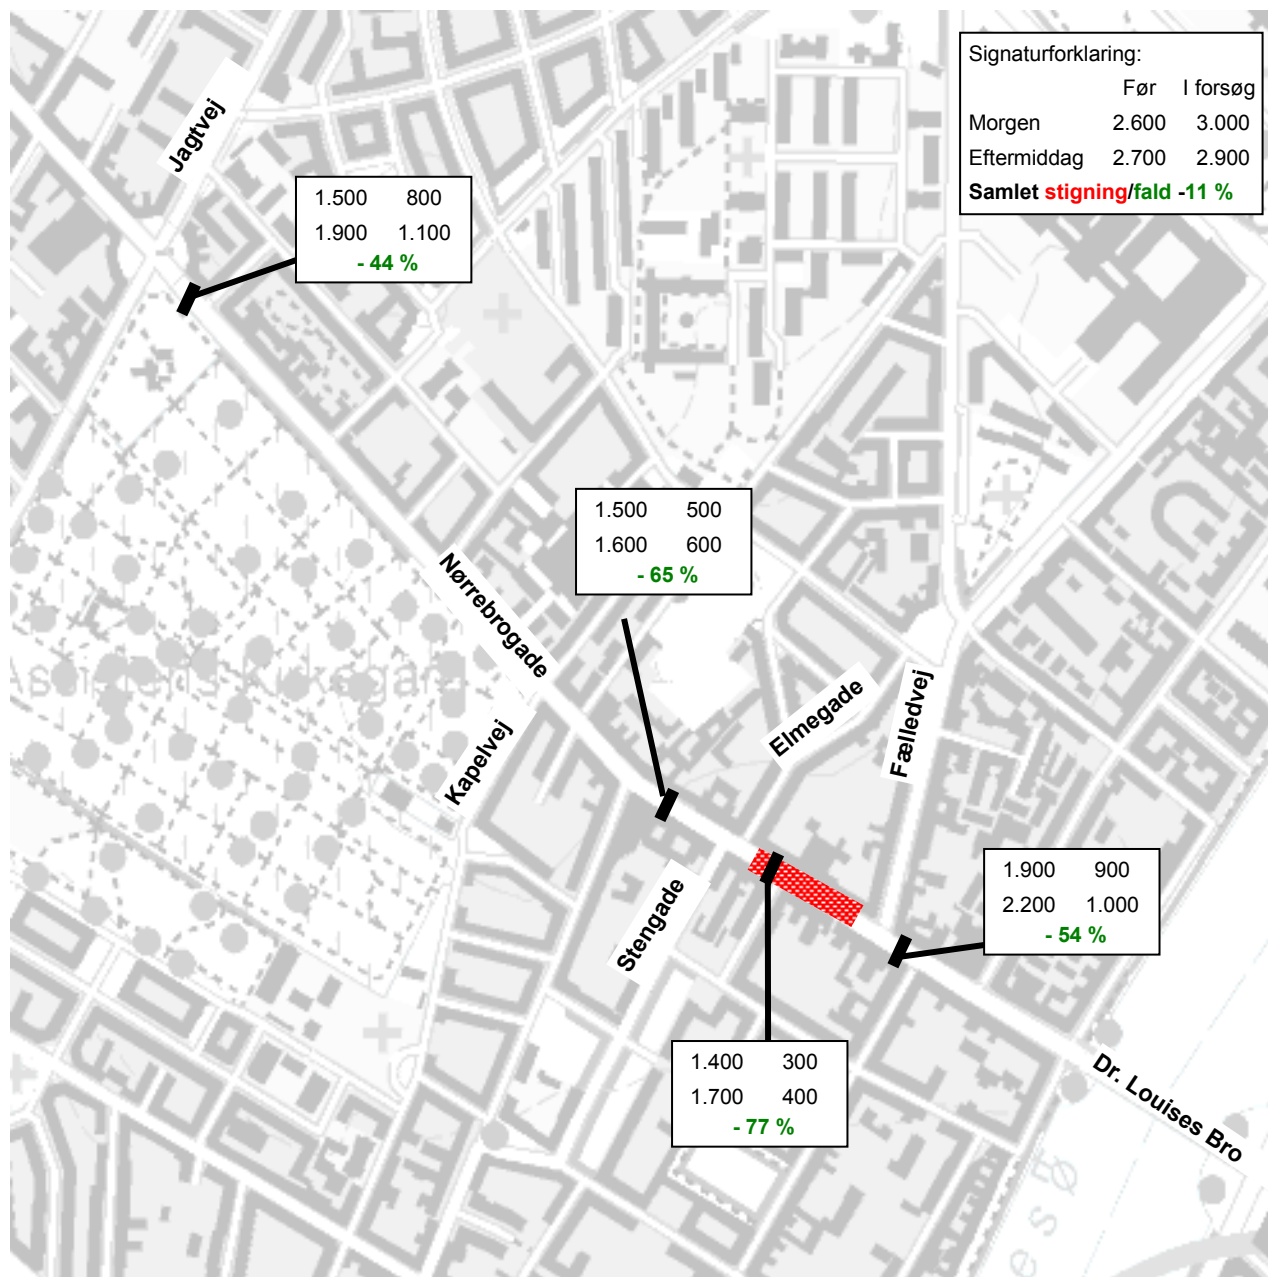 Signaturforklaring:
Før I forsøg
Morgen 2.600 3.000
Eftermiddag 2.700 2.900
Samlet stigning/fald -11 %
Jagtvej
1.500 800
1.900 1.100
- 44 %
1.500 500
1.600 600
- 65 %
Nørrebrogade
Elmegade
Fælledvej
Kapelvej
Stengade
1.900 900
2.200 1.000
- 54 %
1.400 300
1.700 400
- 77 %
Dr. Louises Bro